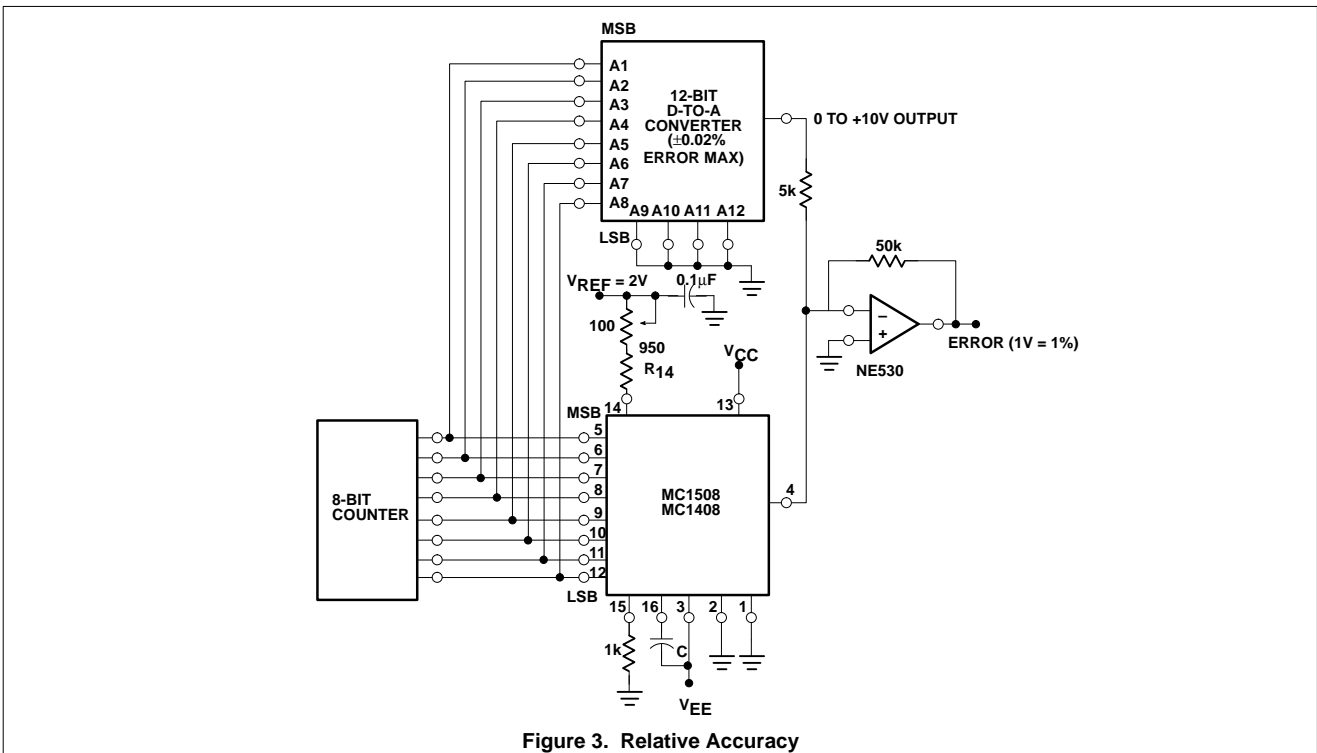 MSB
A1
A2
A3
A4
A5
A6
A7
A8
12-BIT
D-TO-A
CONVERTER
(±0.02%
ERROR MAX)
A9 A10 A11 A12
LSB
0 TO +10V OUTPUT
5k
50k
VREF = 2V
0.1µF
100
950
R14
VCC
–
+
NE530
ERROR (1V = 1%)
14
13
MSB
5
6
7
8
9
10
11
12
LSB
8-BIT
COUNTER
MC1508
MC1408
4
15 16 3 2 1
1k
C
VEE
Figure 3. Relative Accuracy